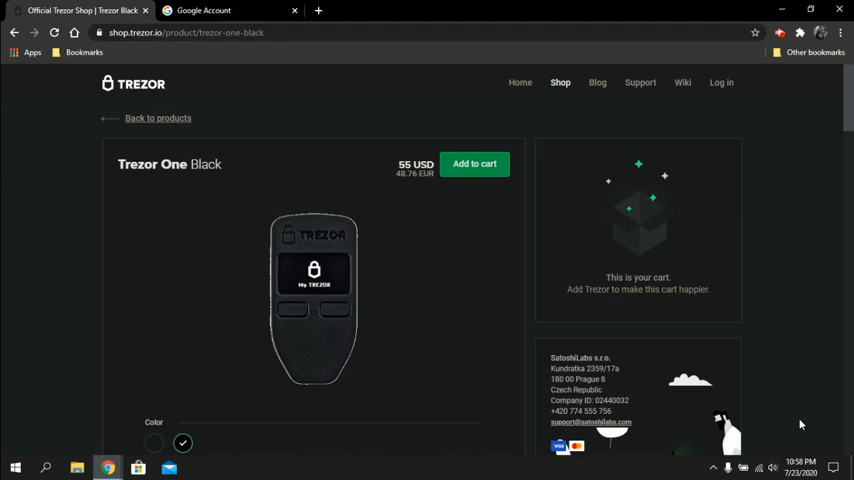 Official Trezor Shop | Trezor Black
Google Account
shop.trezor.io/product/trezor-one-black
Apps
Bookmarks
Other bookmarks
TREZOR
Home
Shop
Blog
Support
Wiki
Log in
Back to products
Trezor One Black
55 USD
48.76 EUR
Add to cart
TREZOR
My TREZOR
Color
This is your cart.
Add Trezor to make this cart happier.
SatoshiLabs s.r.o.
Kundratka 2359/17a
180 00 Prague 8
Czech Republic
Company ID: 02440032
+420 774 555 756
support@satoshilabs.com
VISA
10:58 PM
7/23/2020